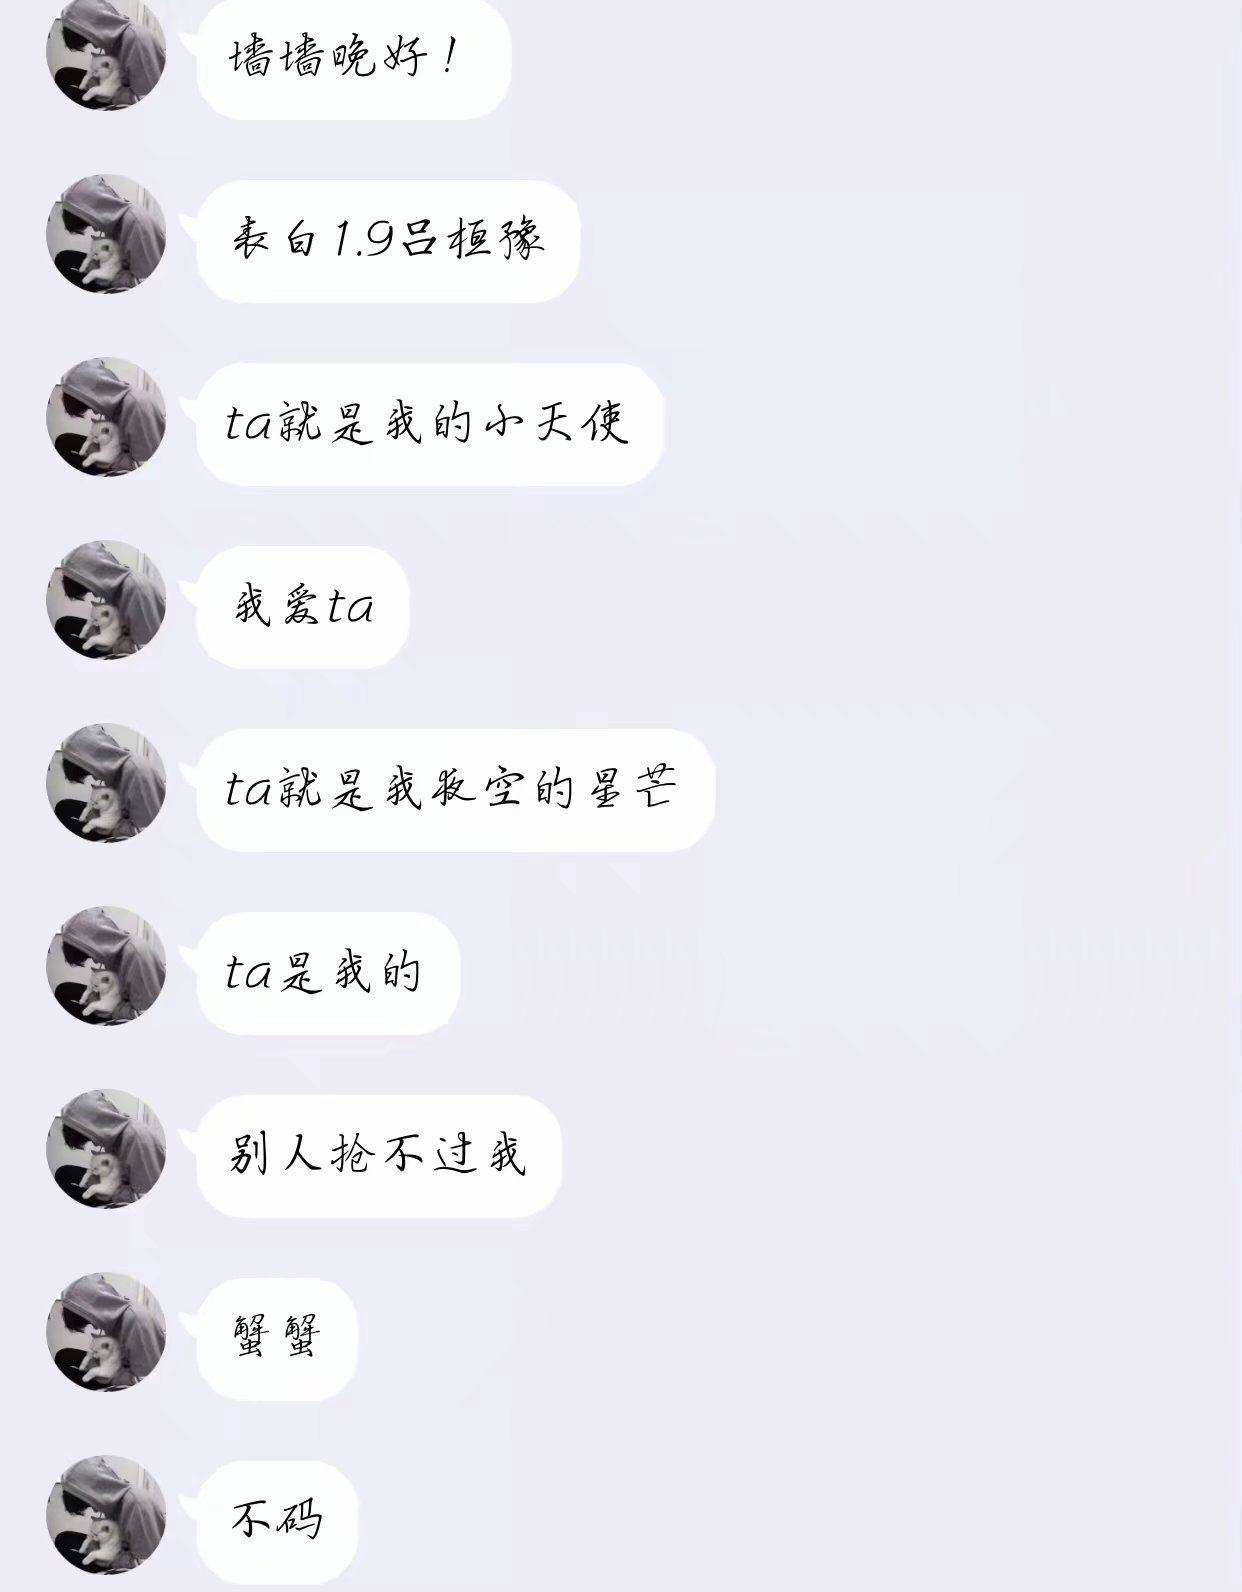 墙墙晚好！
表白1.9吕桓豫
ta就是我的小天使
我爱ta
ta就是我夜空的星芒
ta是我的
别人抢不过我
蟹蟹
不码